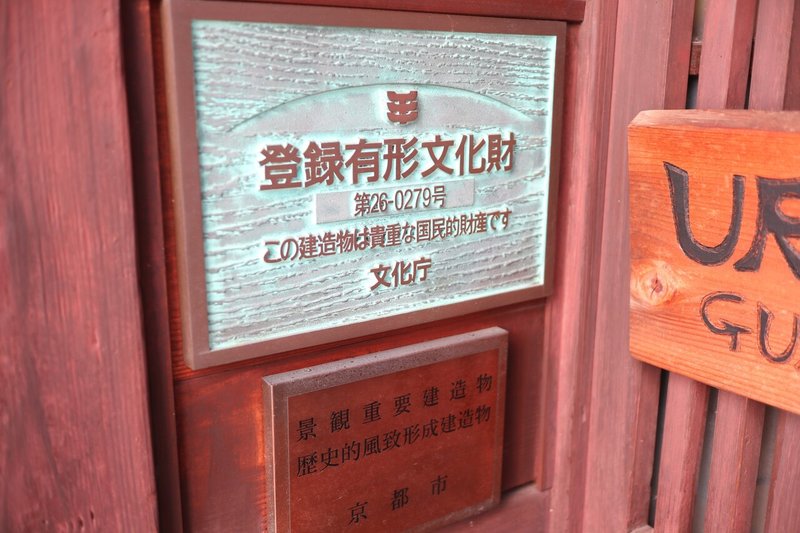 登録有形文化財
第26-0279号
この建造物は貴重な国民的財産です
文化庁
景観重要建造物
歴史的風致形成建造物
京都市
GU